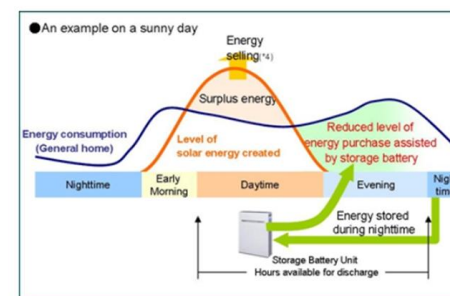 ●An example on a sunny day
Energy
selling(*4)
Surplus energy
Energy consumption
(General home)
Level of
solar energy created
Reduced level of
energy purchase assisted
by storage battery
Nighttime
Early
Morning
Daytime
Evening
Nigh
time
Energy stored
during nighttime
Storage Battery Unit
Hours available for discharge